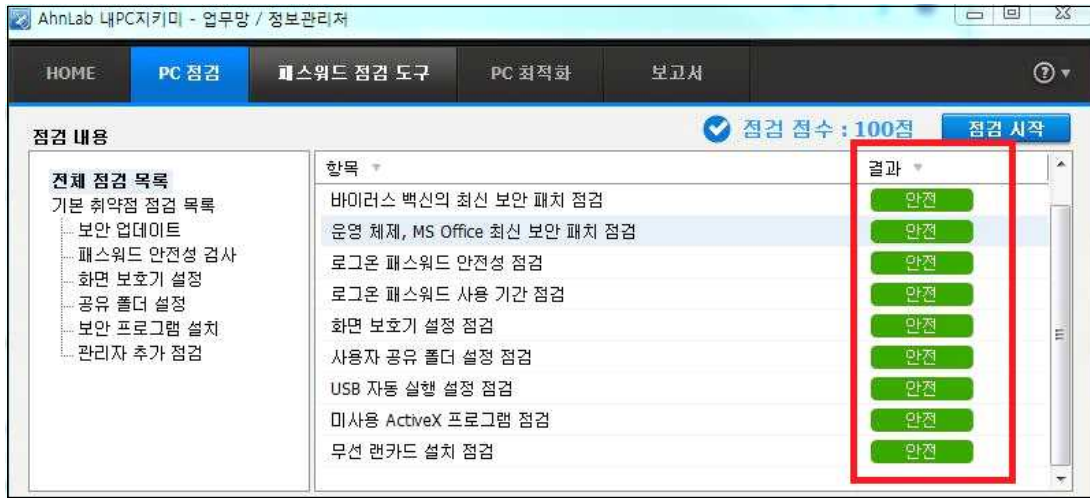 AhnLab 내PC지키미 - 업무망 / 정보관리처
HOME PC 점검 패스워드 점검 도구 PC 최적화 보고서
점검 내용
점검 점수 : 100점 점검 시작
전체 점검 목록
기본 취약점 점검 목록
보안 업데이트
패스워드 안전성 검사
화면 보호기 설정
공유 폴더 설정
보안 프로그램 설치
관리자 추가 점검
항목 결과
바이러스 백신의 최신 보안 패치 점검 안전
운영 체제, MS Office 최신 보안 패치 점검 안전
로그온 패스워드 안전성 점검 안전
로그온 패스워드 사용 기간 점검 안전
화면 보호기 설정 점검 안전
사용자 공유 폴더 설정 점검 안전
USB 자동 실행 설정 점검 안전
미사용 ActiveX 프로그램 점검 안전
무선 랜카드 설치 점검 안전